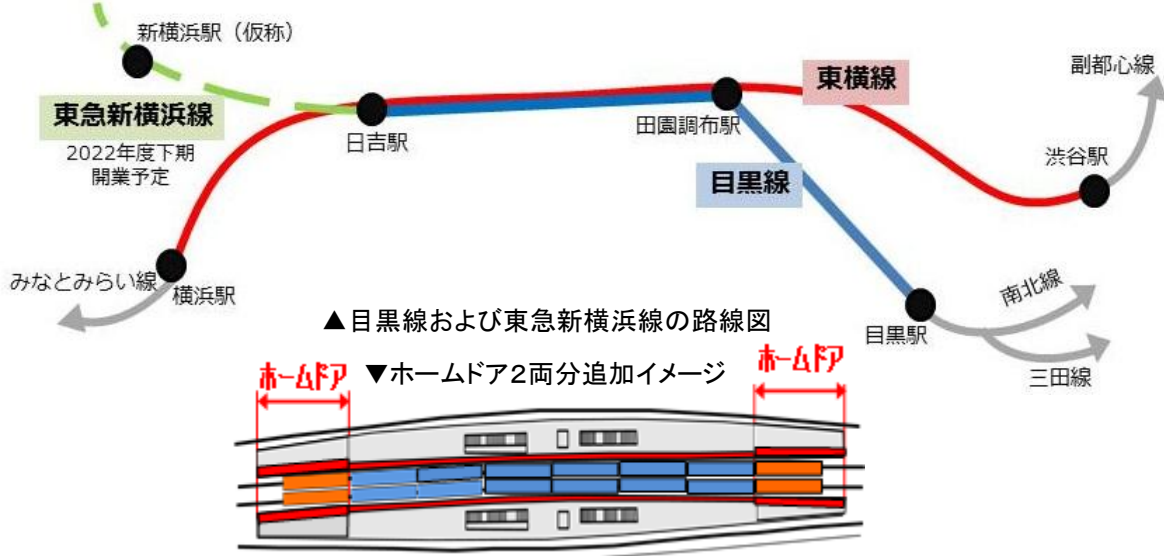 新横浜駅（仮称）
東急新横浜線
2022年度下期
開業予定
日吉駅
田園調布駅
東横線
副都心線
渋谷駅
目黒線
みなとみらい線
横浜駅
南北線
目黒駅
三田線
▲目黒線および東急新横浜線の路線図
▼ホームドア2両分追加イメージ
ホームドア
ホームドア